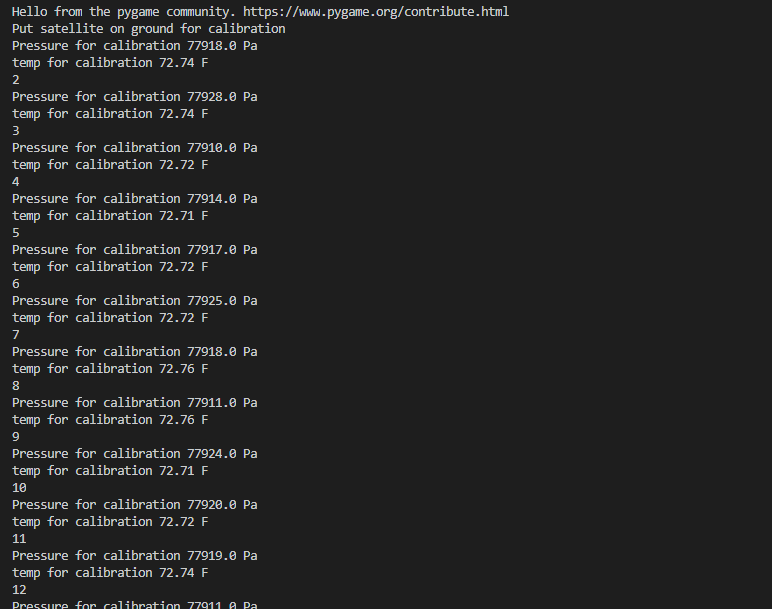 Hello from the pygame community. https://www.pygame.org/contribute.html
Put satellite on ground for calibration
Pressure for calibration 77918.0 Pa
temp for calibration 72.74 F
2
Pressure for calibration 77928.0 Pa
temp for calibration 72.74 F
3
Pressure for calibration 77910.0 Pa
temp for calibration 72.72 F
4
Pressure for calibration 77914.0 Pa
temp for calibration 72.71 F
5
Pressure for calibration 77917.0 Pa
temp for calibration 72.72 F
6
Pressure for calibration 77925.0 Pa
temp for calibration 72.72 F
7
Pressure for calibration 77918.0 Pa
temp for calibration 72.76 F
8
Pressure for calibration 77911.0 Pa
temp for calibration 72.76 F
9
Pressure for calibration 77924.0 Pa
temp for calibration 72.71 F
10
Pressure for calibration 77920.0 Pa
temp for calibration 72.72 F
11
Pressure for calibration 77919.0 Pa
temp for calibration 72.74 F
12
Pressure for calibration 77911.0 Pa